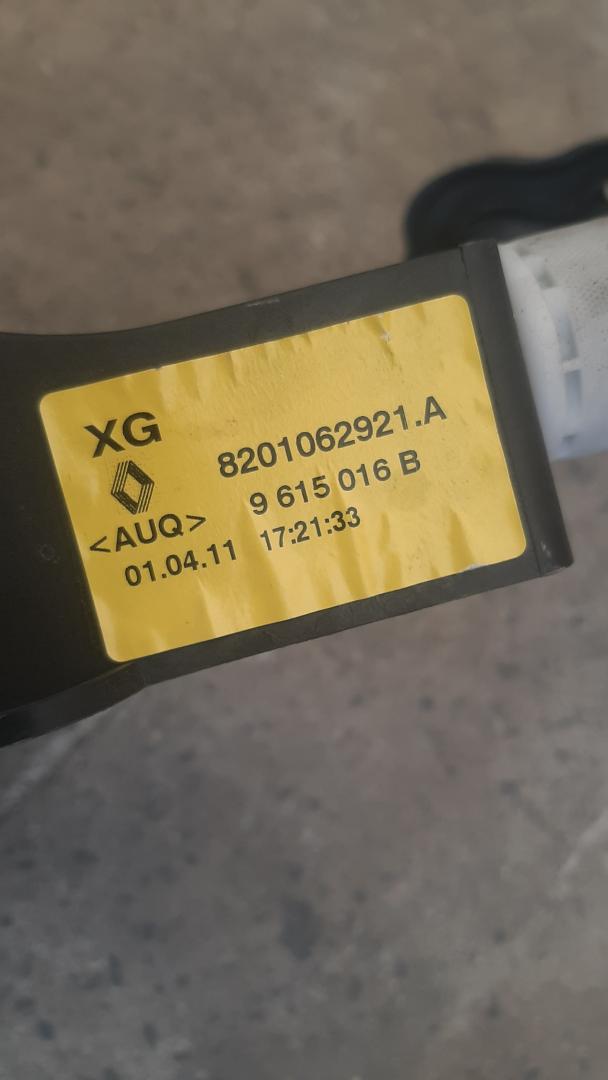 XG
8201062921.A
9 615 016 B
<AUQ>
01.04.11 17:21:33